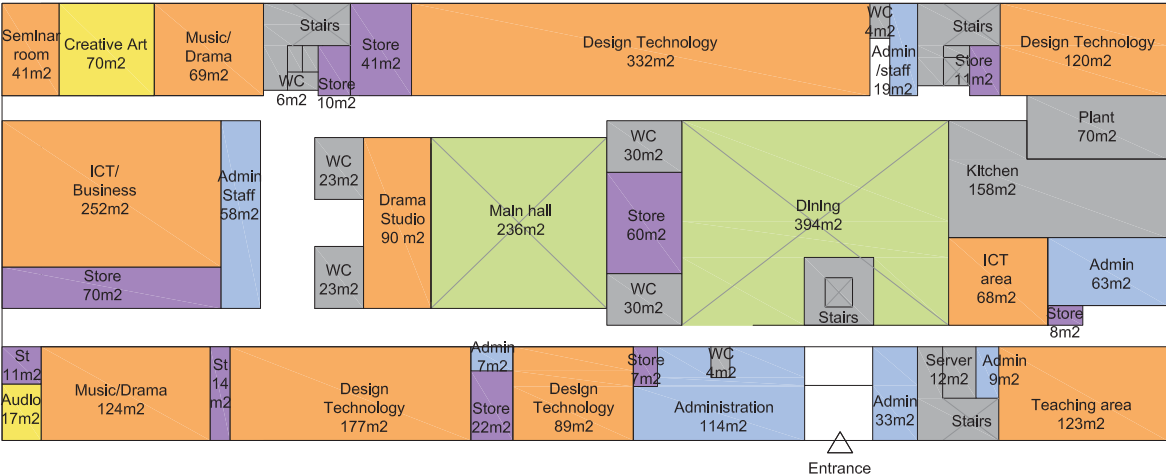 Seminar
room
41m2
Creative Art
70m2
Music/
Drama
69m2
Stairs
WC
6m2
Store
10m2
Store
41m2
Design Technology
332m2
WC
4m2
Admin
/staff
19m2
Stairs
Store
11m2
Design Technology
120m2
Plant
70m2
ICT/
Business
252m2
Admin
Staff
58m2
Store
70m2
WC
23m2
WC
23m2
Drama
Studio
90 m2
Main hall
236m2
WC
30m2
Store
60m2
WC
30m2
Dining
394m2
Stairs
Kitchen
158m2
ICT
area
68m2
Admin
63m2
Store
8m2
St
11m2
Audio
17m2
Music/Drama
124m2
St
14
m2
Design
Technology
177m2
Admin
7m2
Store
22m2
Design
Technology
89m2
Store
7m2
WC
4m2
Administration
114m2
Entrance
Admin
33m2
Server
12m2
Admin
9m2
Stairs
Teaching area
123m2